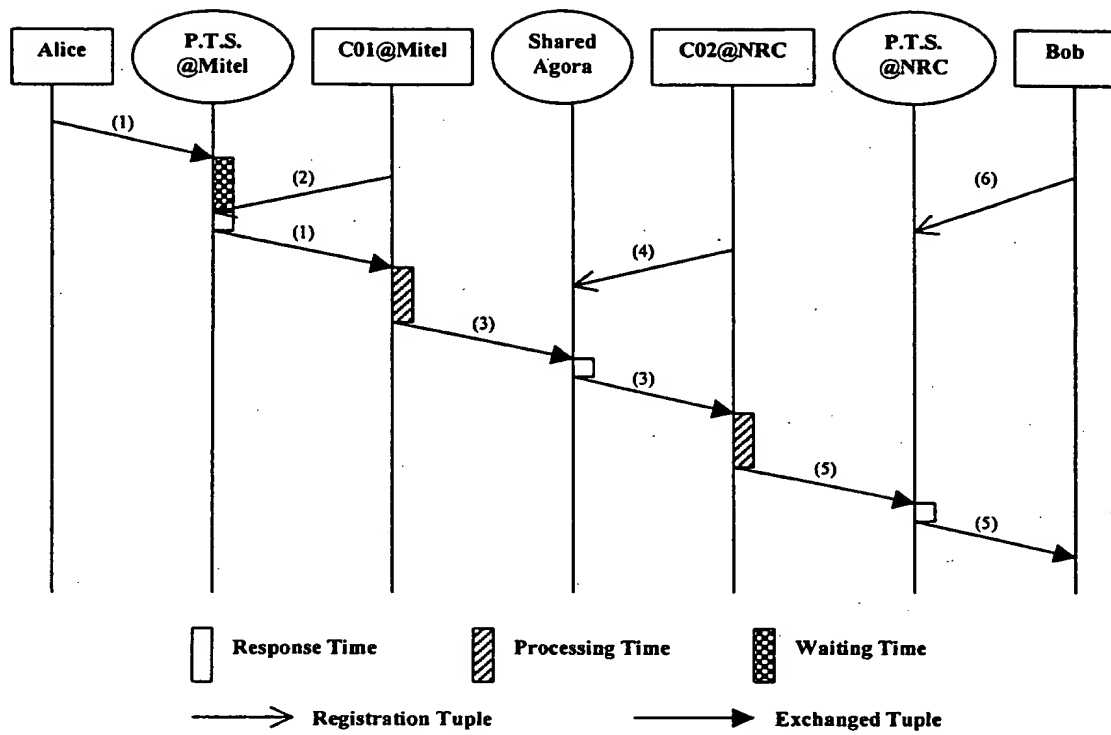 Alice
P.T.S.
@Mitel
C01@Mitel
Shared
Agora
C02@NRC
P.T.S.
@NRC
Bob
(1)
(2)
(6)
(1)
(4)
(3)
(3)
(5)
(5)
Response Time
Processing Time
Waiting Time
Registration Tuple
Exchanged Tuple